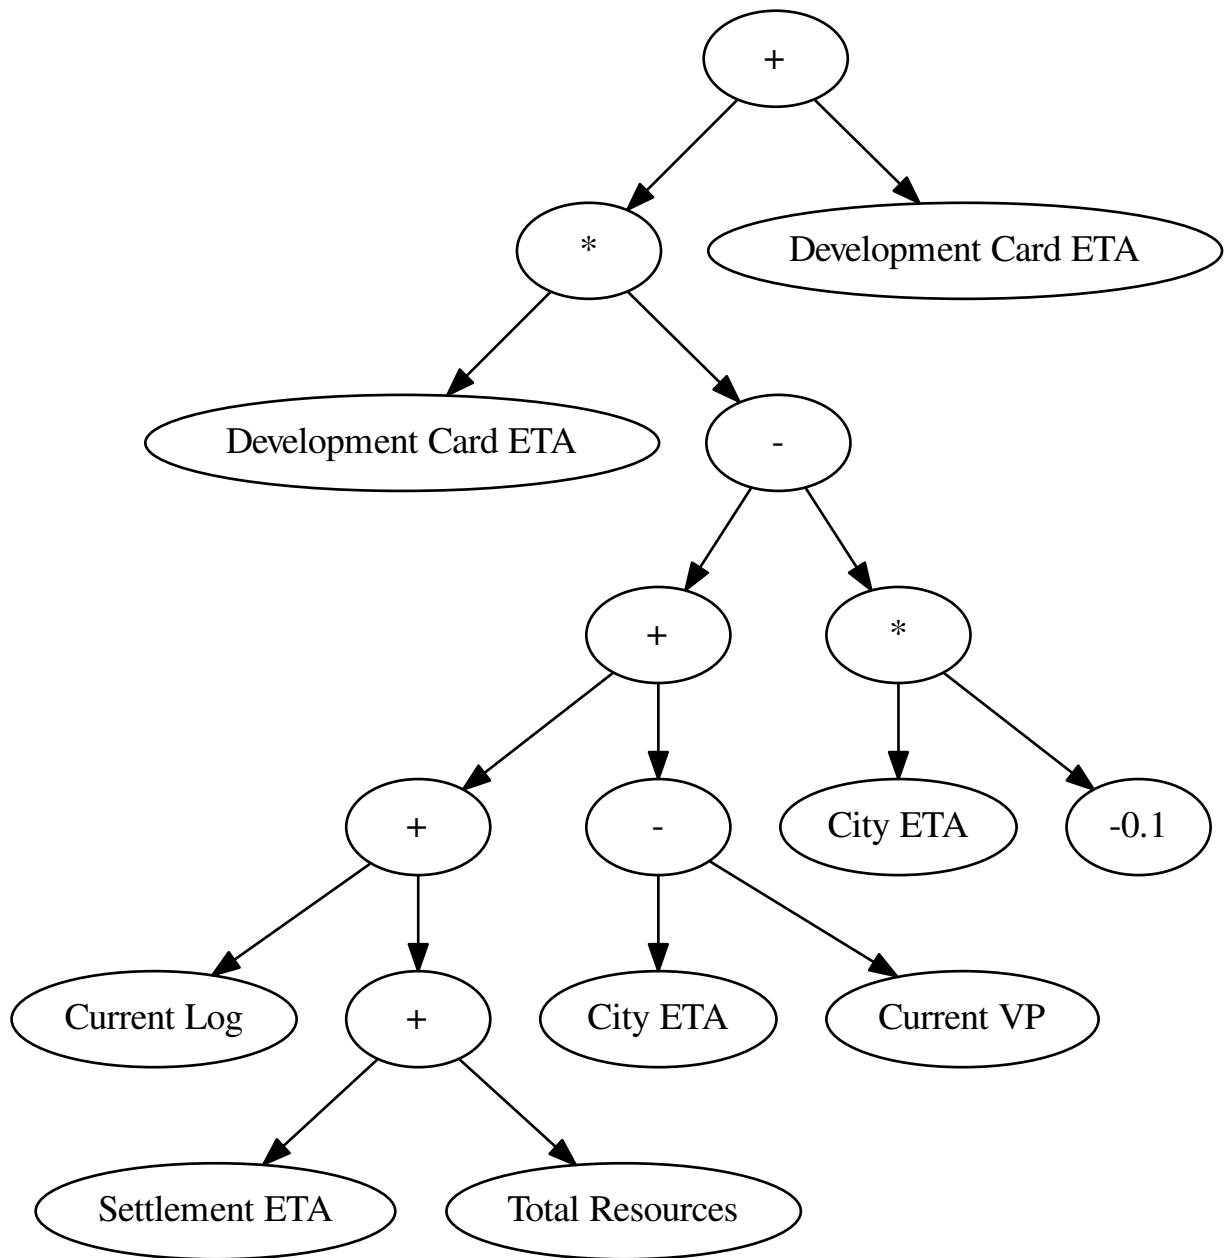 +
*
Development Card ETA
Development Card ETA
-
+
*
+
-
City ETA
-0.1
Current Log
+
City ETA
Current VP
Settlement ETA
Total Resources